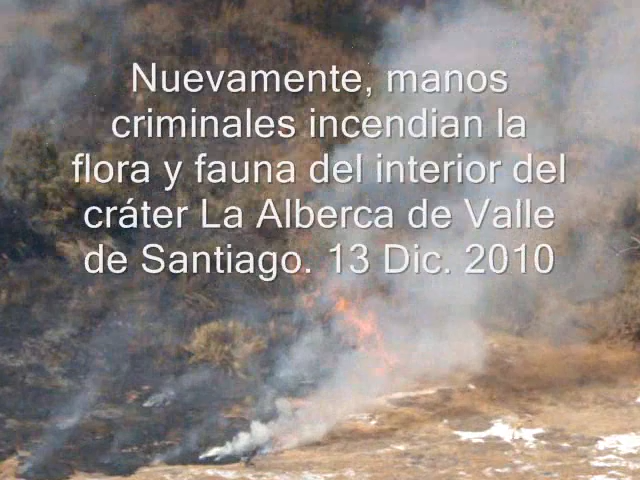 Nuevamente, manos
criminales incendian la
flora y fauna del interior del
cráter La Alberca de Valle
de Santiago. 13 Dic. 2010